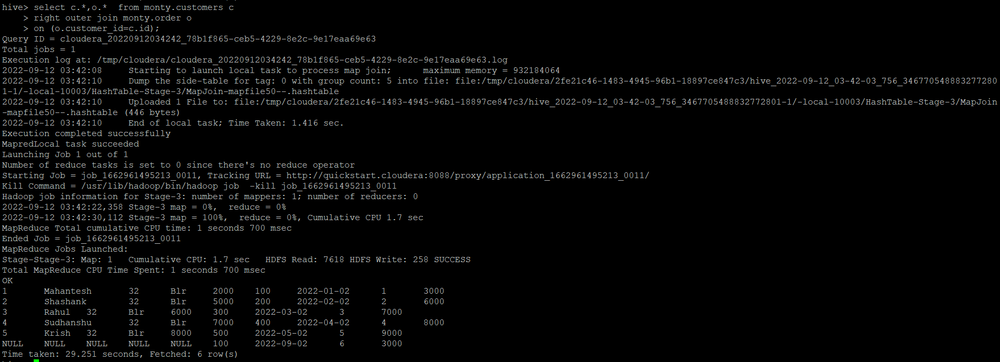 hive> select c.*,o.*  from monty.customers c
    > right outer join monty.order o
    > on (o.customer_id=c.id);
Query ID = cloudera_20220912034242_78b1f865-ceb5-4229-8e2c-9e17eaa69e63
Total jobs = 1
Execution log at: /tmp/cloudera/cloudera_20220912034242_78b1f865-ceb5-4229-8e2c-9e17eaa69e63.log
2022-09-12 03:42:08     Starting to launch local task to process map join;      maximum memory = 932184064
2022-09-12 03:42:10     Dump the side-table for tag: 0 with group count: 5 into file: file:/tmp/cloudera/2fe21c46-1483-4945-96b1-18897ce847c3/hive_2022-09-12_03-42-03_756_346770548883277280
1-1/-local-10003/HashTable-Stage-3/MapJoin-mapfile50--.hashtable
2022-09-12 03:42:10     Uploaded 1 File to: file:/tmp/cloudera/2fe21c46-1483-4945-96b1-18897ce847c3/hive_2022-09-12_03-42-03_756_3467705488832772801-1/-local-10003/HashTable-Stage-3/MapJoin
-mapfile50--.hashtable (446 bytes)
2022-09-12 03:42:10     End of local task; Time Taken: 1.416 sec.
Execution completed successfully
MapredLocal task succeeded
Launching Job 1 out of 1
Number of reduce tasks is set to 0 since there's no reduce operator
Starting Job = job_1662961495213_0011, Tracking URL = http://quickstart.cloudera:8088/proxy/application_1662961495213_0011/
Kill Command = /usr/lib/hadoop/bin/hadoop job  -kill job_1662961495213_0011
Hadoop job information for Stage-3: number of mappers: 1; number of reducers: 0
2022-09-12 03:42:22,358 Stage-3 map = 0%,  reduce = 0%
2022-09-12 03:42:30,112 Stage-3 map = 100%,  reduce = 0%, Cumulative CPU 1.7 sec
MapReduce Total cumulative CPU time: 1 seconds 700 msec
Ended Job = job_1662961495213_0011
MapReduce Jobs Launched:
Stage-Stage-3: Map: 1   Cumulative CPU: 1.7 sec   HDFS Read: 7618 HDFS Write: 258 SUCCESS
Total MapReduce CPU Time Spent: 1 seconds 700 msec
OK
1       Mahantesh       32      Blr     2000    100     2022-01-02      1       3000
2       Shashank        32      Blr     5000    200     2022-02-02      2       6000
3       Rahul   32      Blr     6000    300     2022-03-02      3       7000
4       Sudhanshu       32      Blr     7000    400     2022-04-02      4       8000
5       Krish   32      Blr     8000    500     2022-05-02      5       9000
NULL    NULL    NULL    NULL    NULL    100     2022-09-02      6       3000
Time taken: 29.251 seconds, Fetched: 6 row(s)